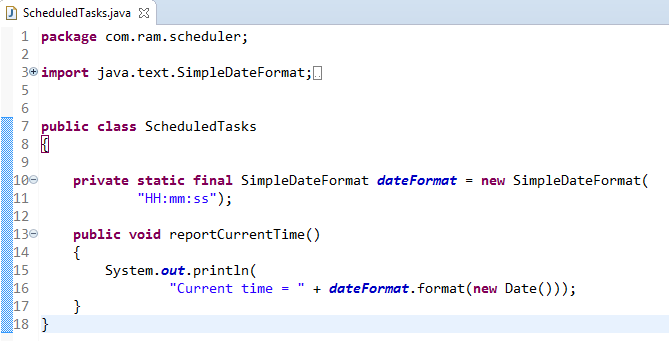 ScheduledTasks.java
1 package com.ram.scheduler;
2
3 import java.text.SimpleDateFormat;
5
6
7 public class ScheduledTasks
8 {
9
10 private static final SimpleDateFormat dateFormat = new SimpleDateFormat(
11 "HH:mm:ss");
12
13 public void reportCurrentTime()
14 {
15 System.out.println(
16 "Current time = " + dateFormat.format(new Date()));
17 }
18 }